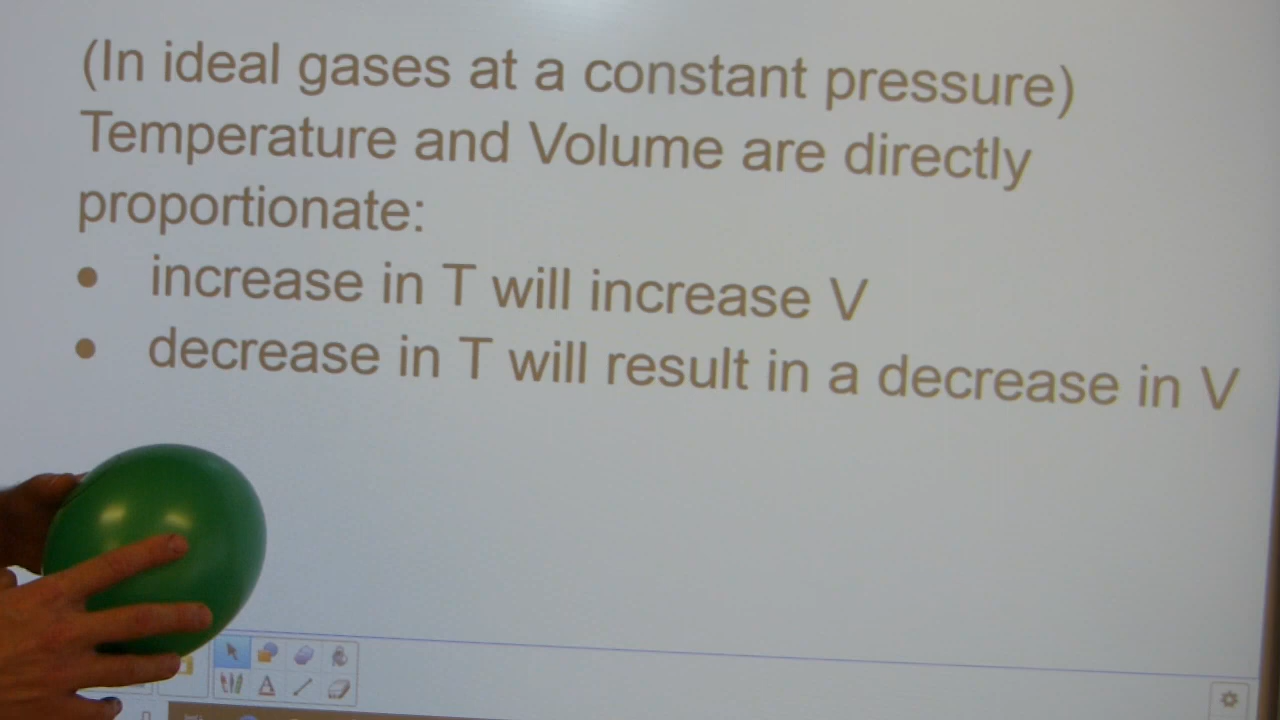 (In ideal gases at a constant pressure)
Temperature and Volume are directly
proportionate:
• increase in T will increase V
• decrease in T will result in a decrease in V